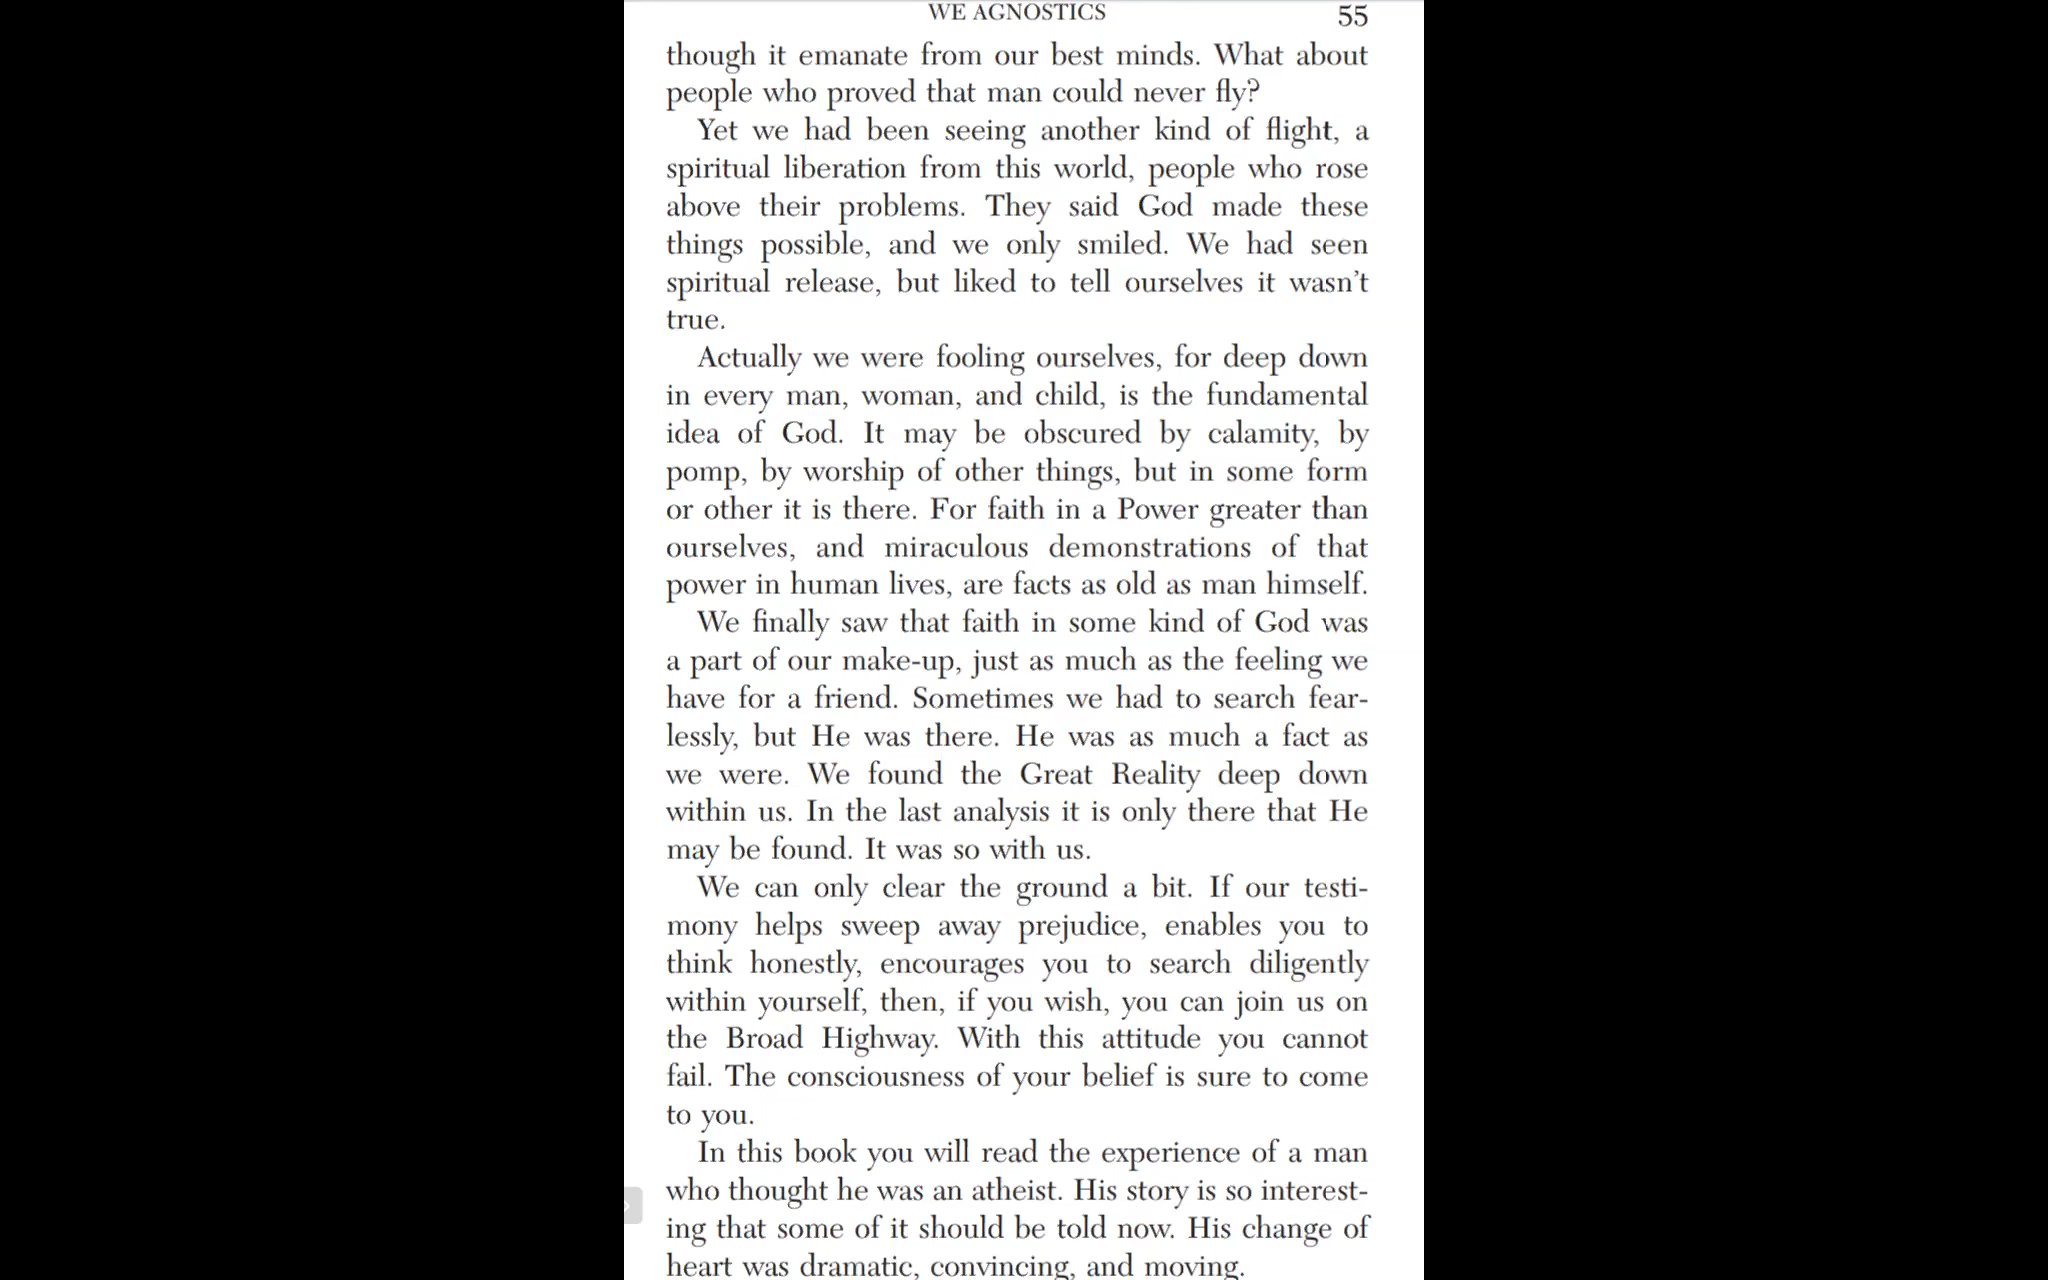 WE AGNOSTICS 55
though it emanate from our best minds. What about
people who proved that man could never fly?
Yet we had been seeing another kind of flight, a
spiritual liberation from this world, people who rose
above their problems. They said God made these
things possible, and we only smiled. We had seen
spiritual release, but liked to tell ourselves it wasn’t
true.
Actually we were fooling ourselves, for deep down
in every man, woman, and child, is the fundamental
idea of God. It may be obscured by calamity, by
pomp, by worship of other things, but in some form
or other it is there. For faith in a Power greater than
ourselves, and miraculous demonstrations of that
power in human lives, are facts as old as man himself.
We finally saw that faith in some kind of God was
a part of our make-up, just as much as the feeling we
have for a friend. Sometimes we had to search fear-
lessly, but He was there. He was as much a fact as
we were. We found the Great Reality deep down
within us. In the last analysis it is only there that He
may be found. It was so with us.
We can only clear the ground a bit. If our testi-
mony helps sweep away prejudice, enables you to
think honestly, encourages you to search diligently
within yourself, then, if you wish, you can join us on
the Broad Highway. With this attitude you cannot
fail. The consciousness of your belief is sure to come
to you.
In this book you will read the experience of a man
who thought he was an atheist. His story is so interest-
ing that some of it should be told now. His change of
heart was dramatic, convincing, and moving.